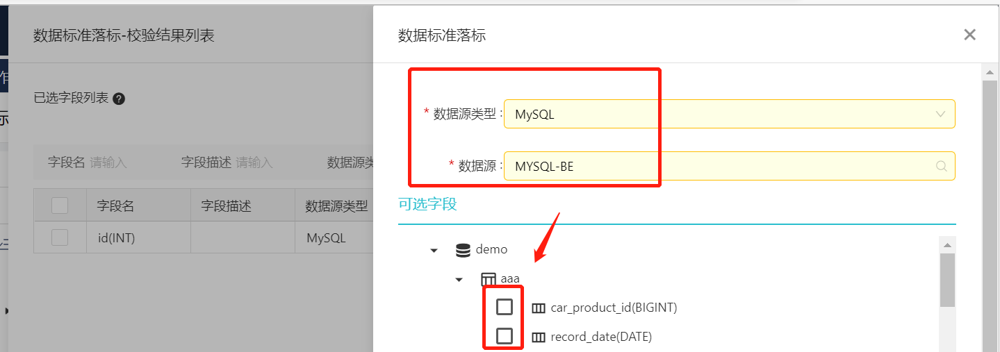 数据标准落标-校验结果列表
已选字段列表 ?
字段名 请输入 字段描述 请输入 数据源类
字段名 字段描述 数据源类型
id(INT) MySQL
数据标准落标
* 数据源类型 : MySQL
* 数据源 : MYSQL-BE
可选字段
demo
aaa
car_product_id(BIGINT)
record_date(DATE)